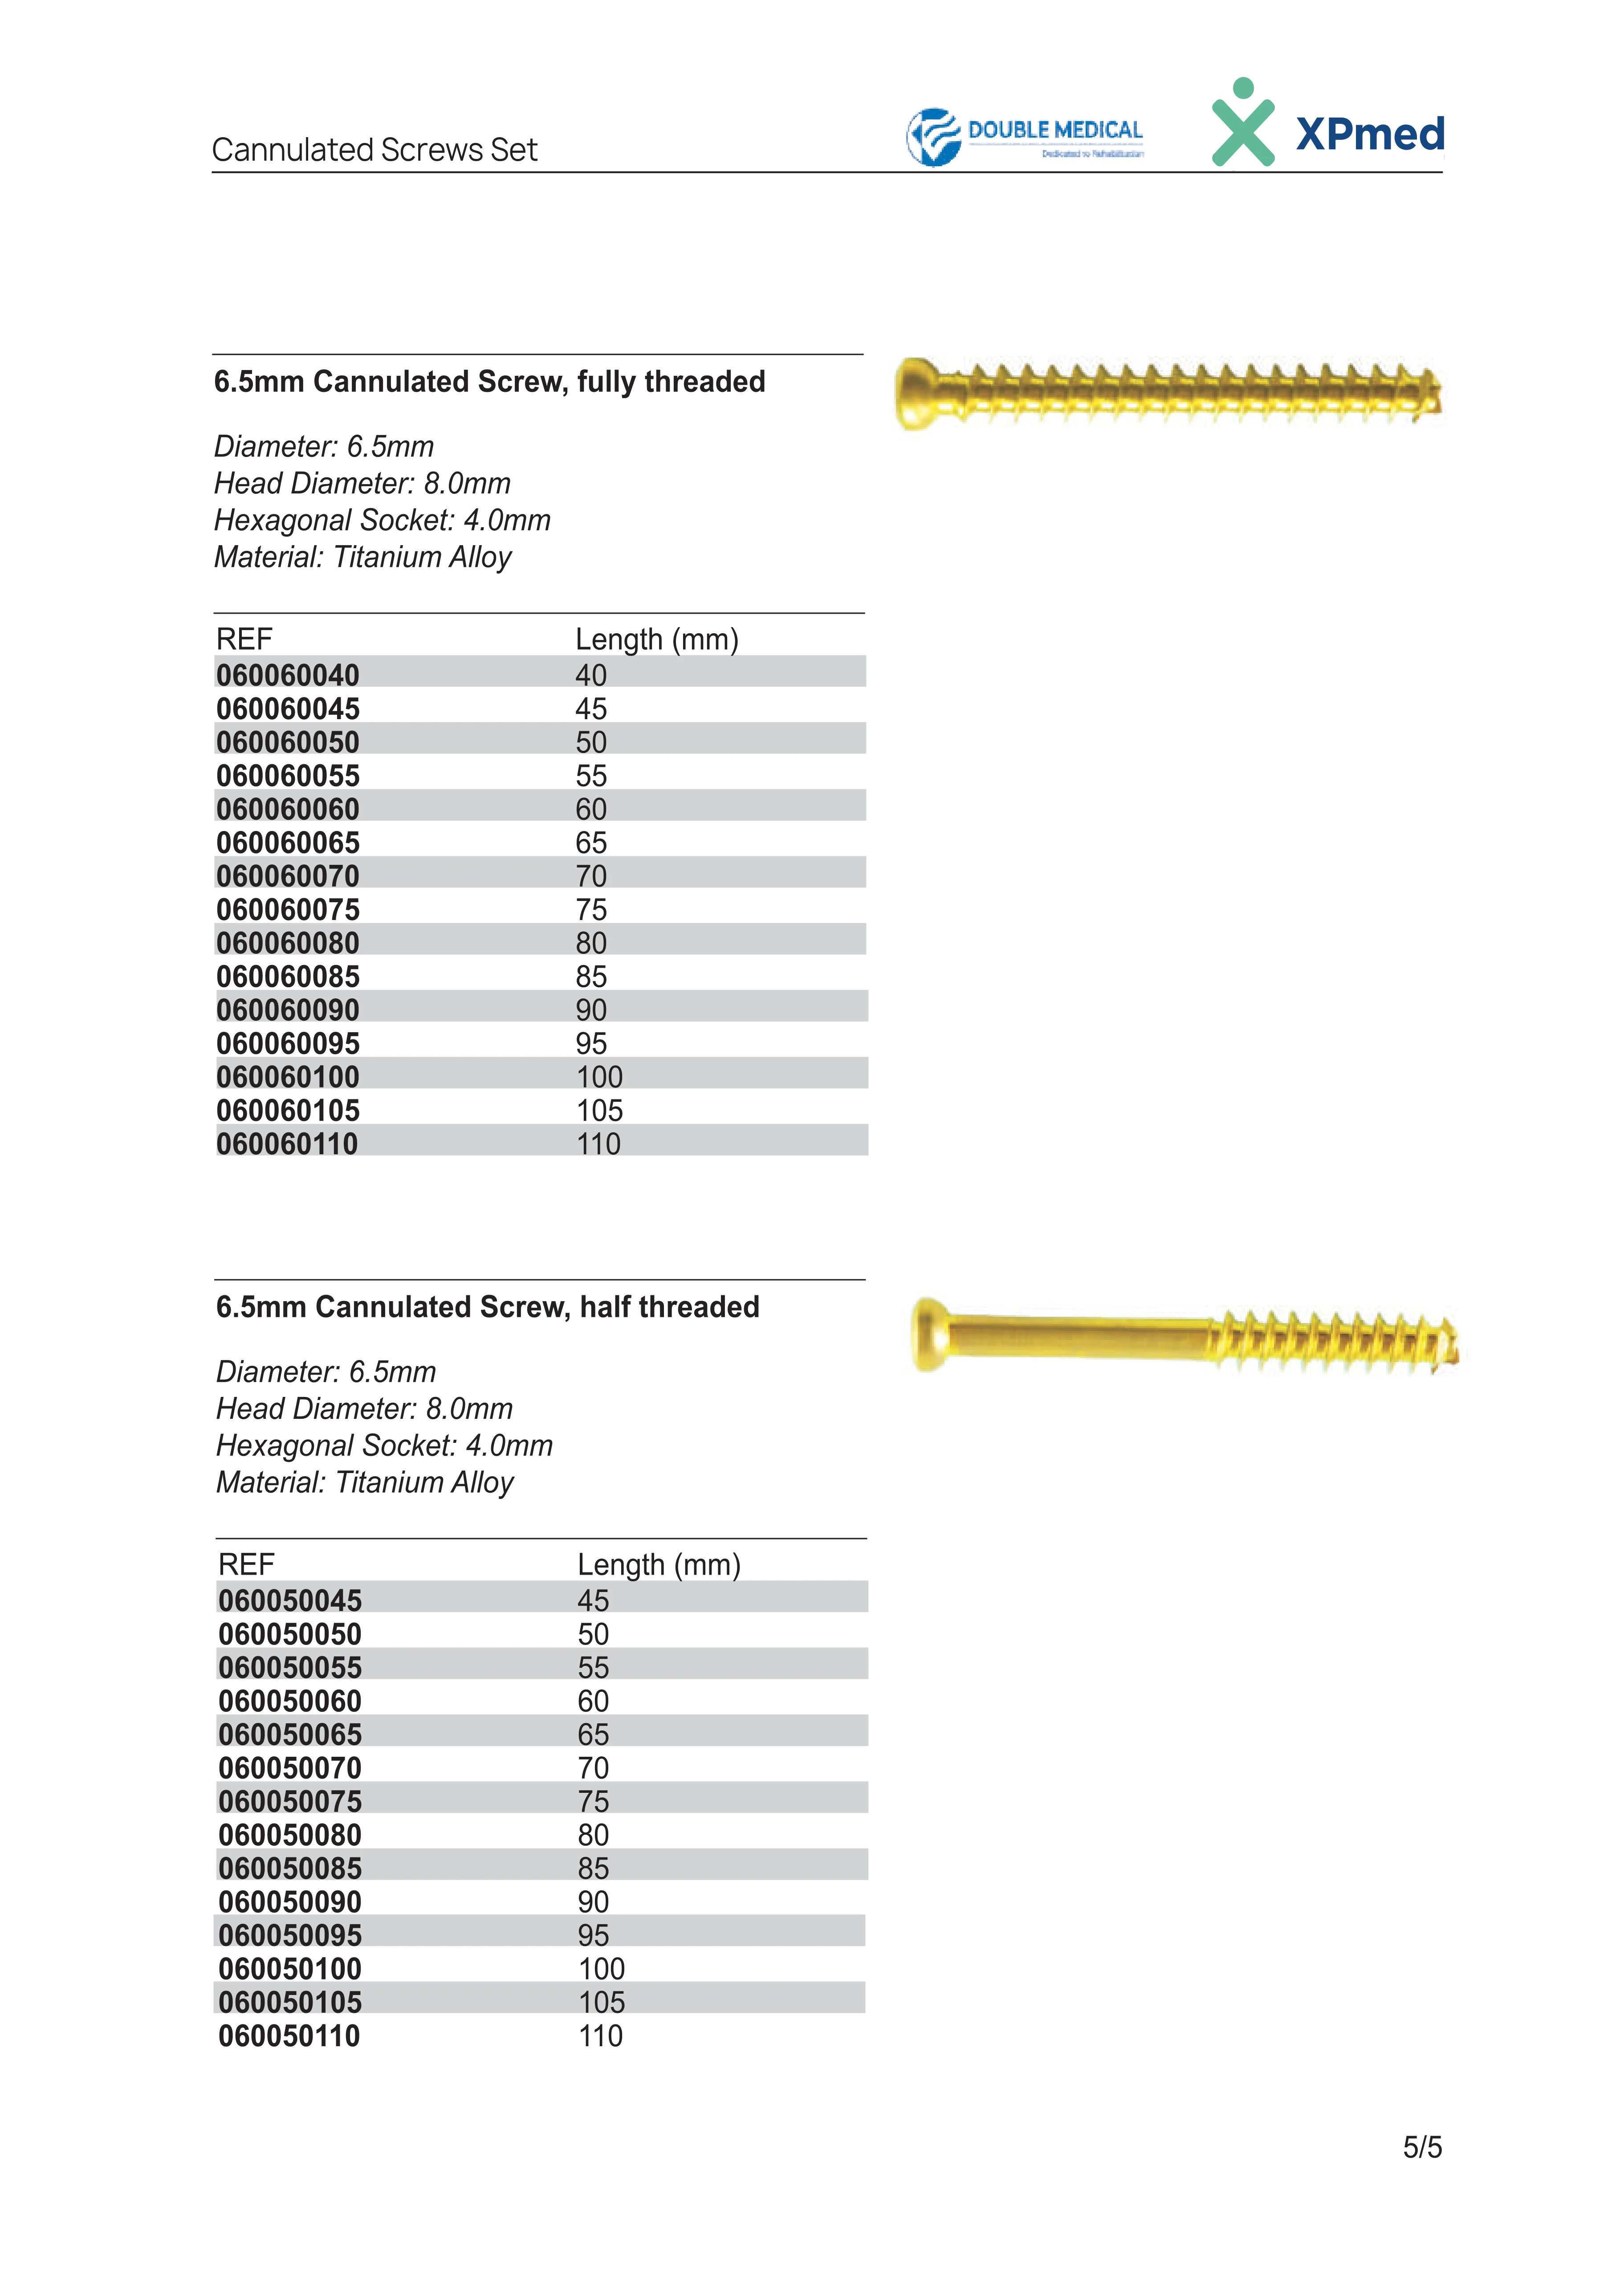 Cannulated Screws Set
DOUBLE MEDICAL
Dedicated to Rehabilitation
XPmed
6.5mm Cannulated Screw, fully threaded
Diameter: 6.5mm
Head Diameter: 8.0mm
Hexagonal Socket: 4.0mm
Material: Titanium Alloy
REF Length (mm)
060060040 40
060060045 45
060060050 50
060060055 55
060060060 60
060060065 65
060060070 70
060060075 75
060060080 80
060060085 85
060060090 90
060060095 95
060060100 100
060060105 105
060060110 110
6.5mm Cannulated Screw, half threaded
Diameter: 6.5mm
Head Diameter: 8.0mm
Hexagonal Socket: 4.0mm
Material: Titanium Alloy
REF Length (mm)
060050045 45
060050050 50
060050055 55
060050060 60
060050065 65
060050070 70
060050075 75
060050080 80
060050085 85
060050090 90
060050095 95
060050100 100
060050105 105
060050110 110
5/5